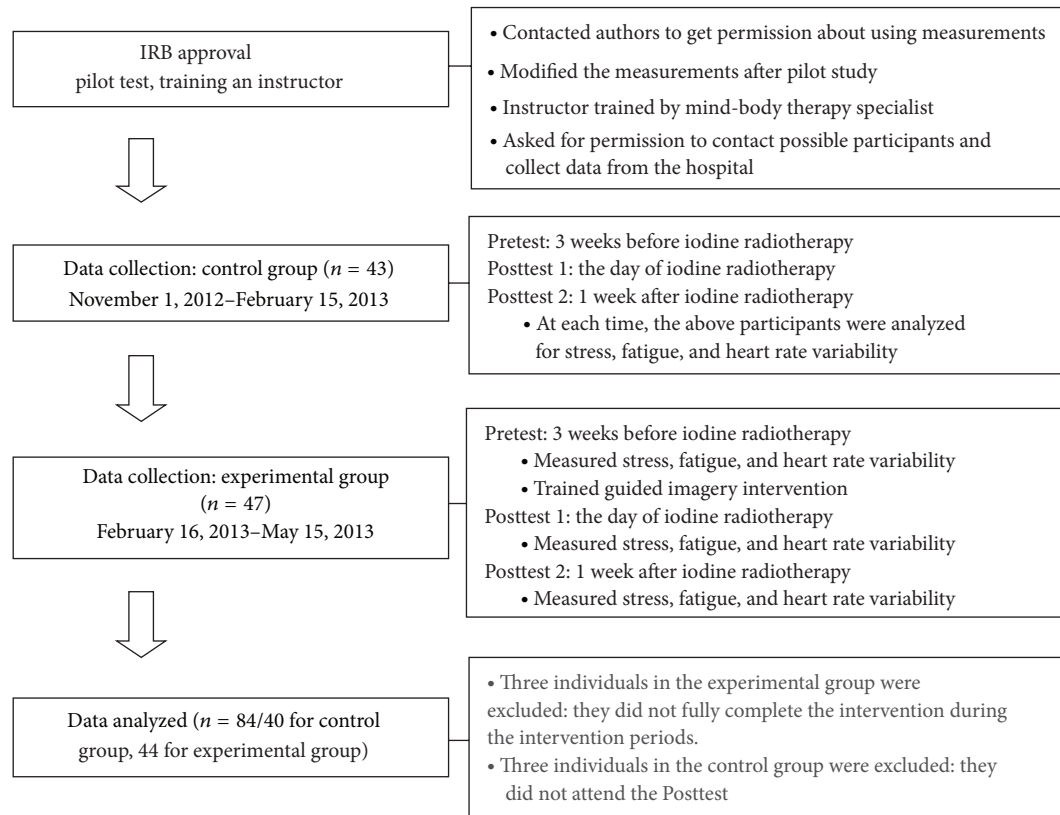 IRB approval
pilot test, training an instructor
• Contacted authors to get permission about using measurements
• Modified the measurements after pilot study
• Instructor trained by mind-body therapy specialist
• Asked for permission to contact possible participants and
collect data from the hospital
Data collection: control group (n = 43)
November 1, 2012–February 15, 2013
Pretest: 3 weeks before iodine radiotherapy
Posttest 1: the day of iodine radiotherapy
Posttest 2: 1 week after iodine radiotherapy
• At each time, the above participants were analyzed
for stress, fatigue, and heart rate variability
Data collection: experimental group
(n = 47)
February 16, 2013–May 15, 2013
Pretest: 3 weeks before iodine radiotherapy
• Measured stress, fatigue, and heart rate variability
• Trained guided imagery intervention
Posttest 1: the day of iodine radiotherapy
• Measured stress, fatigue, and heart rate variability
Posttest 2: 1 week after iodine radiotherapy
• Measured stress, fatigue, and heart rate variability
Data analyzed (n = 84/40 for control
group, 44 for experimental group)
• Three individuals in the experimental group were
excluded: they did not fully complete the intervention during
the intervention periods.
• Three individuals in the control group were excluded: they
did not attend the Posttest